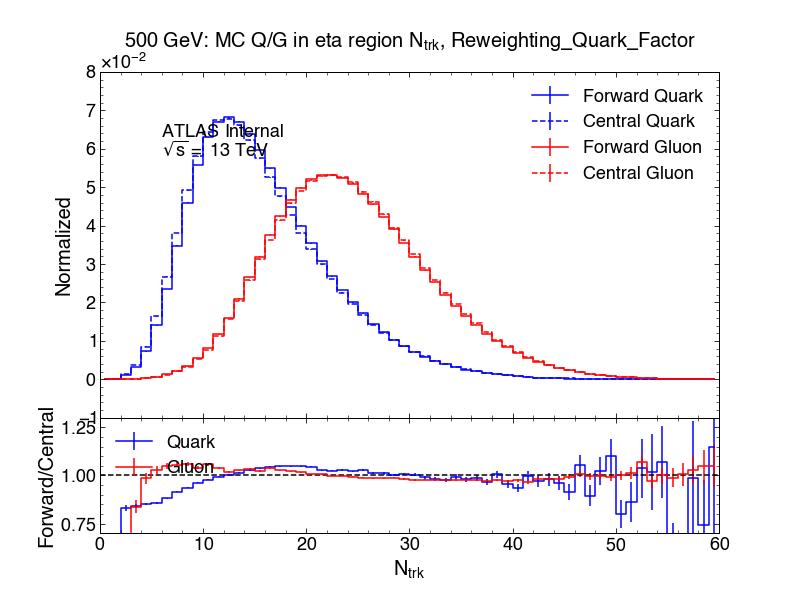 500 GeV: MC Q/G in eta region Ntrk, Reweighting_Quark_Factor
×10−2
8
7
6
5
4
3
2
1
0
−1
Normalized
ATLAS Internal
√s = 13 TeV
Forward Quark
Central Quark
Forward Gluon
Central Gluon
1.25
1.00
0.75
Forward/Central
Quark
Gluon
0 10 20 30 40 50 60
Ntrk